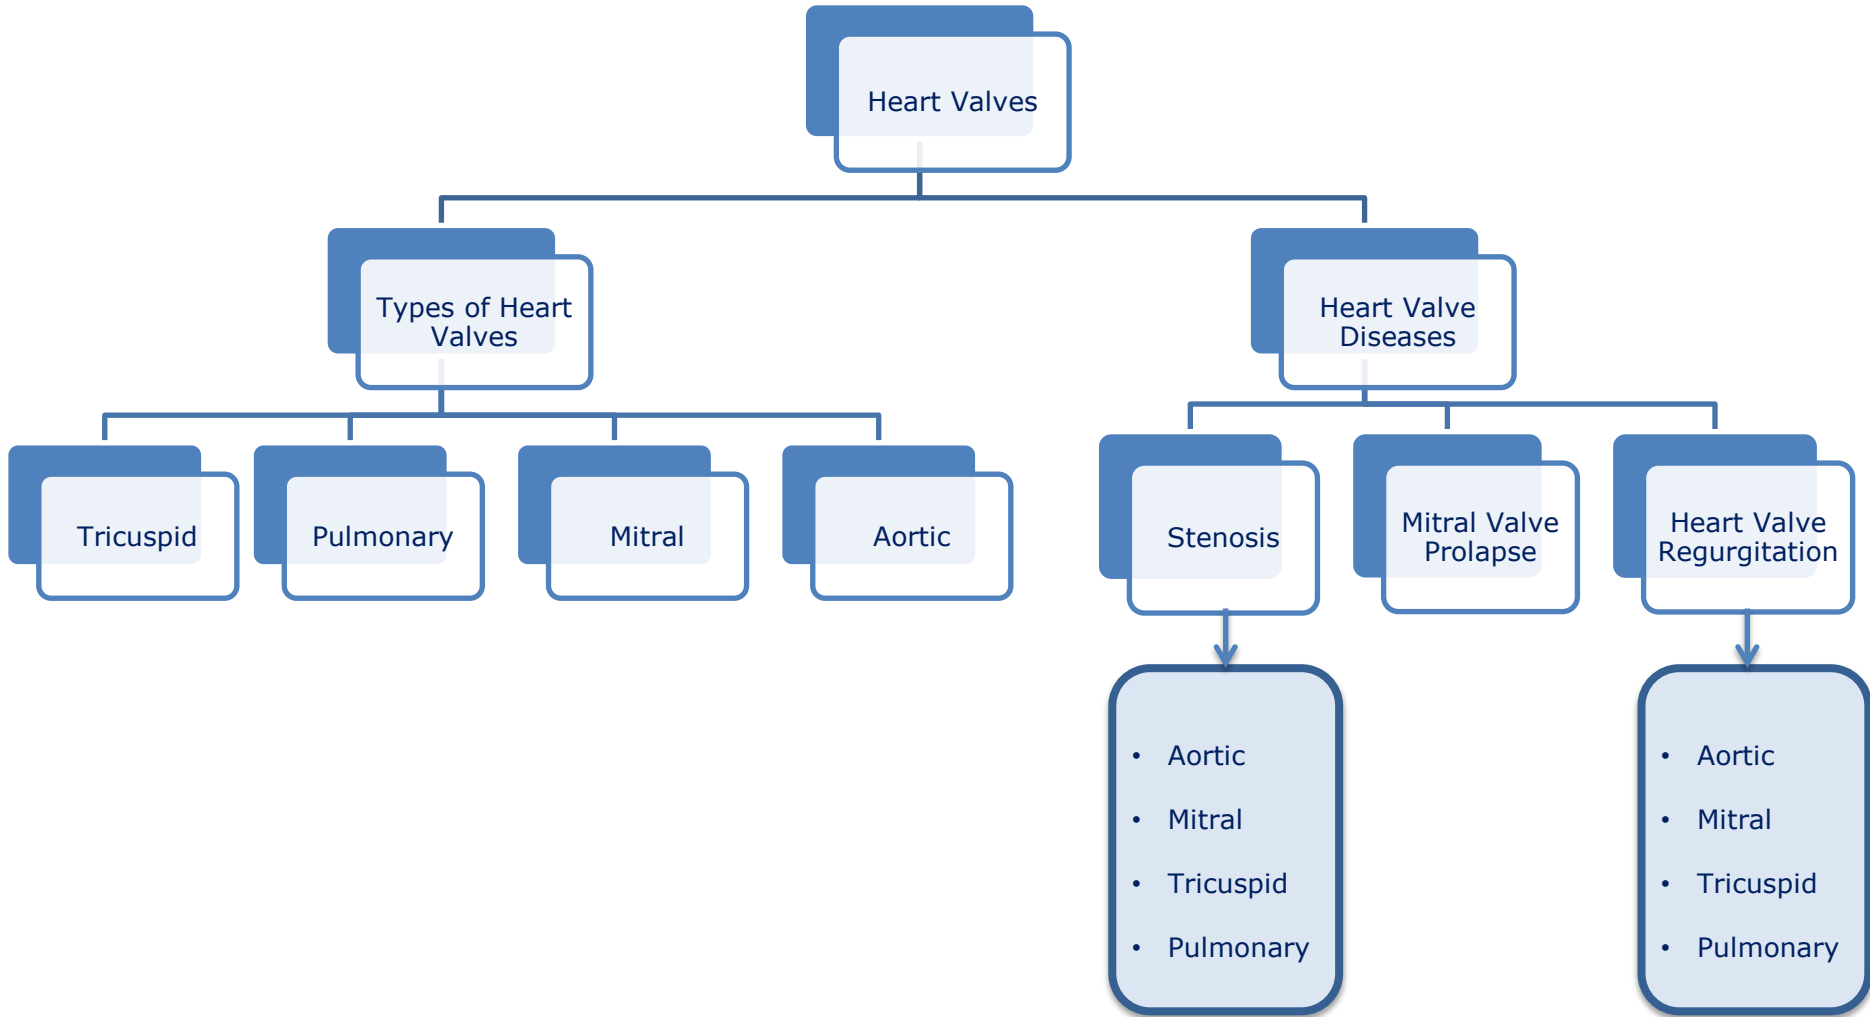 Heart Valves
Types of Heart
Valves
Heart Valve
Diseases
Tricuspid
Pulmonary
Mitral
Aortic
Stenosis
Mitral Valve
Prolapse
Heart Valve
Regurgitation
• Aortic
• Mitral
• Tricuspid
• Pulmonary
• Aortic
• Mitral
• Tricuspid
• Pulmonary